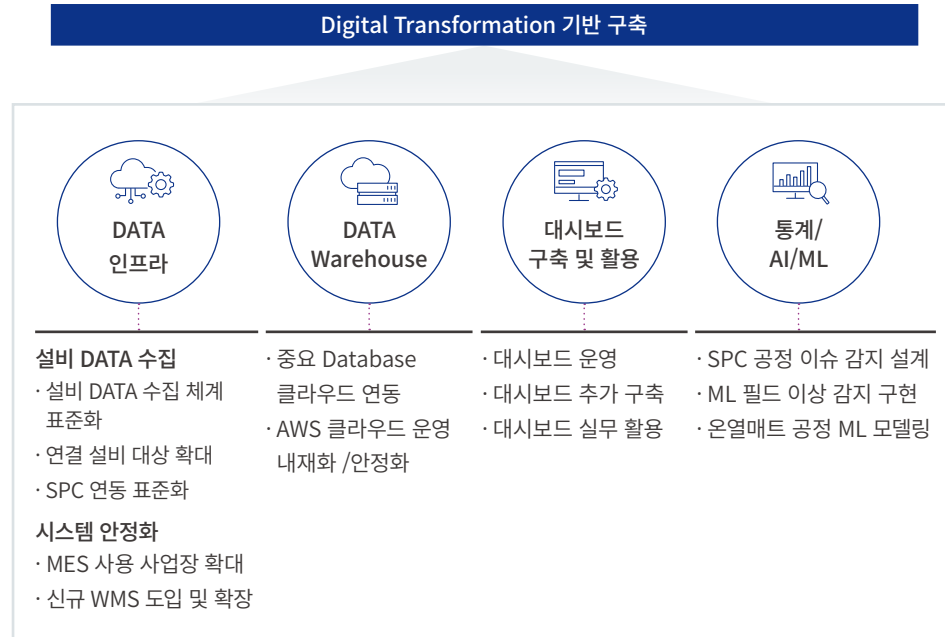 Digital Transformation 기반 구축
DATA
인프라
설비 DATA 수집
· 설비 DATA 수집 체계
표준화
· 연결 설비 대상 확대
· SPC 연동 표준화
시스템 안정화
· MES 사용 사업장 확대
· 신규 WMS 도입 및 확장
DATA
Warehouse
· 중요 Database
클라우드 연동
· AWS 클라우드 운영
내재화 /안정화
대시보드
구축 및 활용
· 대시보드 운영
· 대시보드 추가 구축
· 대시보드 실무 활용
통계/
AI/ML
· SPC 공정 이슈 감지 설계
· ML 필드 이상 감지 구현
· 온열매트 공정 ML 모델링